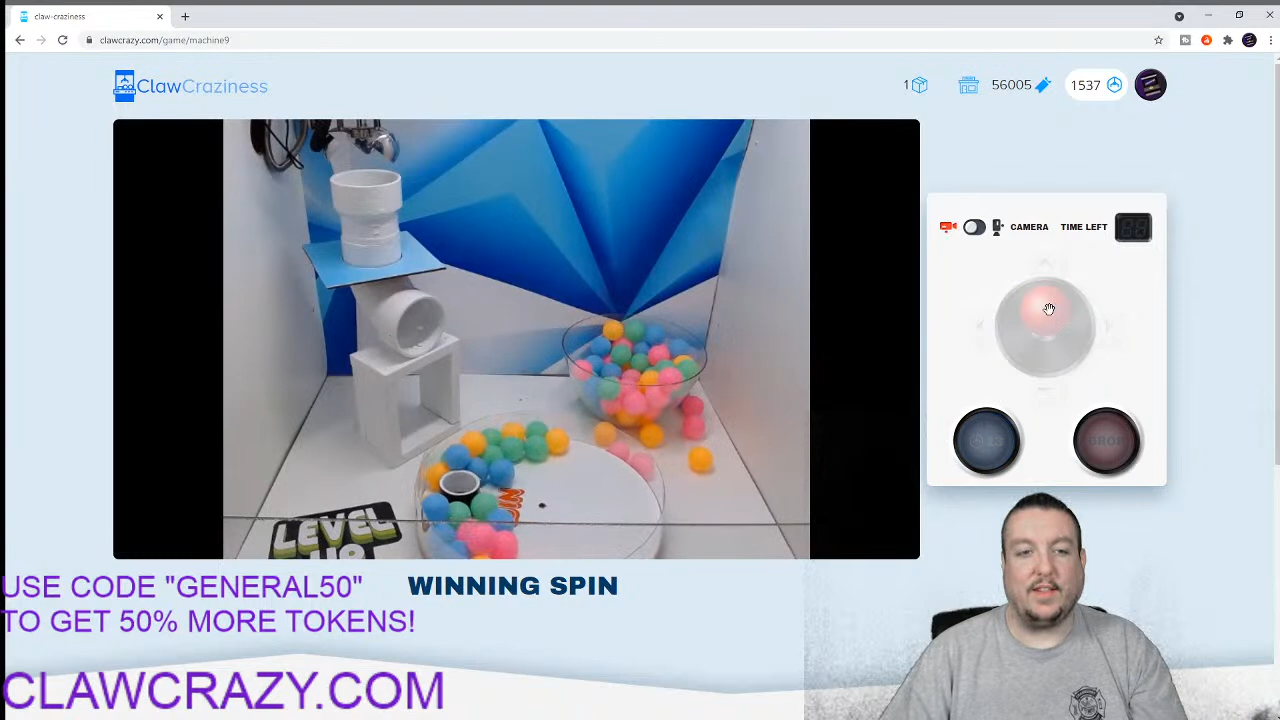 claw-craziness
clawcrazy.com/game/machine9
ClawCraziness
1
56005
1537
CAMERA
TIME LEFT
DROP
LEVEL
UP
WINNING SPIN
USE CODE "GENERAL50"
TO GET 50% MORE TOKENS!
CLAWCRAZY.COM